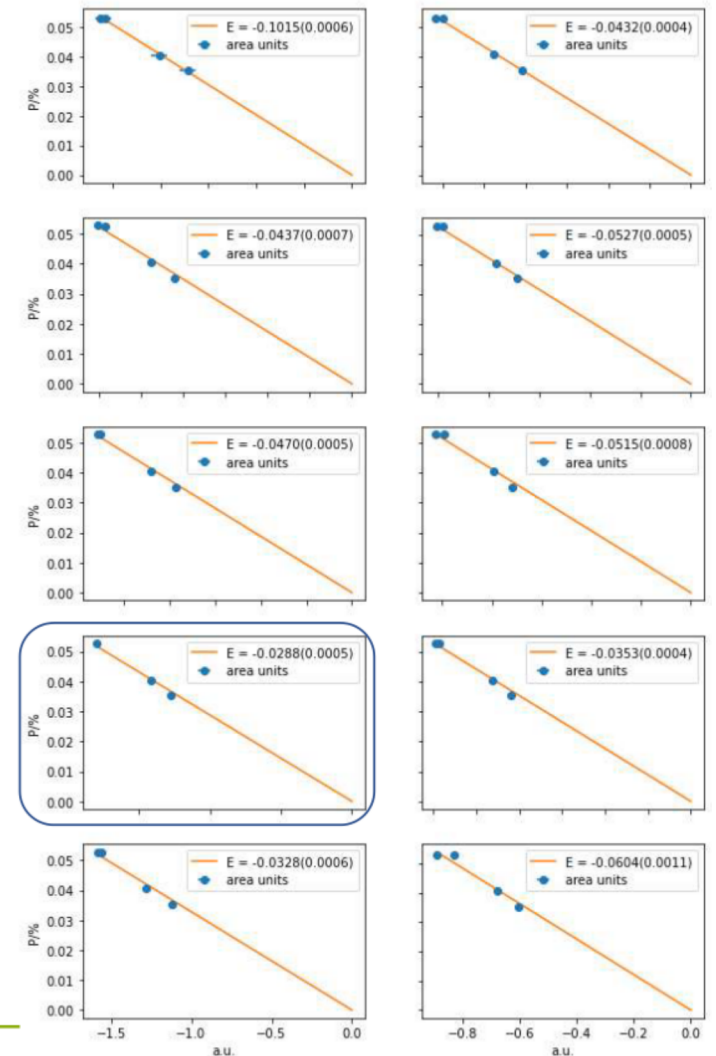 E = -0.1015(0.0006)
area units
0.05
0.04
0.03
0.02
0.01
0.00
P/%
E = -0.0432(0.0004)
area units
E = -0.0437(0.0007)
area units
0.05
0.04
0.03
0.02
0.01
0.00
P/%
E = -0.0527(0.0005)
area units
E = -0.0470(0.0005)
area units
0.05
0.04
0.03
0.02
0.01
0.00
P/%
E = -0.0515(0.0008)
area units
E = -0.0288(0.0005)
area units
0.05
0.04
0.03
0.02
0.01
0.00
P/%
E = -0.0353(0.0004)
area units
E = -0.0328(0.0006)
area units
0.05
0.04
0.03
0.02
0.01
0.00
P/%
−1.5 −1.0 −0.5 0.0
a.u.
E = -0.0604(0.0011)
area units
−0.8 −0.6 −0.4 −0.2 0.0
a.u.